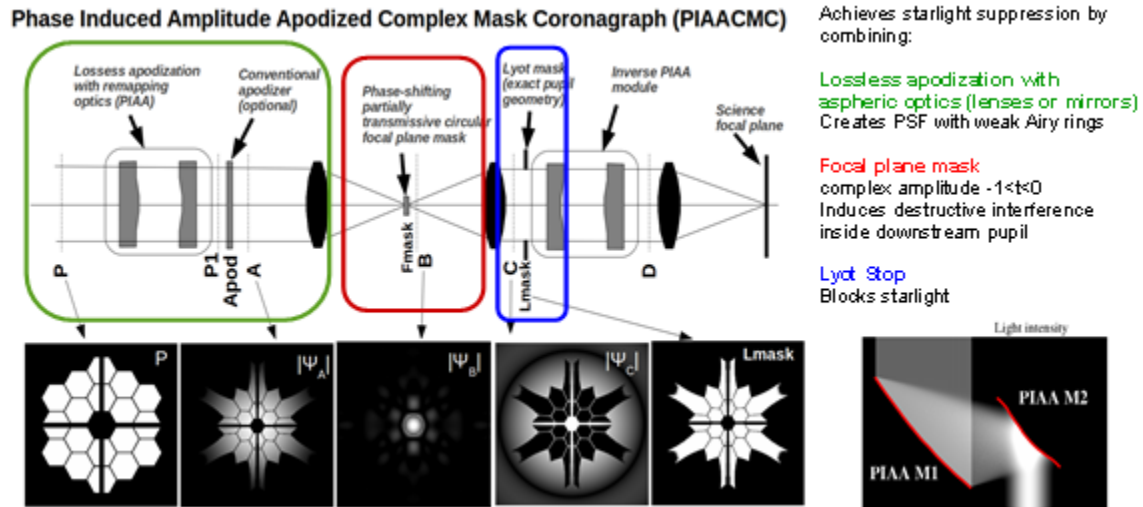 Phase Induced Amplitude Apodized Complex Mask Coronagraph (PIAACMC)
Lossess apodization
with remapping
optics (PIAA)
Conventional
apodizer
(optional)
Phase-shifting
partially
transmissive circular
focal plane mask
Lyot mask
(exact pupil
geometry)
Inverse PIAA
module
Science
focal plane
P
P1
Apod
A
Fmask
B
C
Lmask
D
P
|Ψ_A|
|Ψ_B|
|Ψ_C|
Lmask
Achieves starlight suppression by
combining:
Lossless apodization with
aspheric optics (lenses or mirrors)
Creates PSF with weak Airy rings
Focal plane mask
complex amplitude -1<t<0
Induces destructive interference
inside downstream pupil
Lyot Stop
Blocks starlight
Light intensity
PIAA M2
PIAA M1